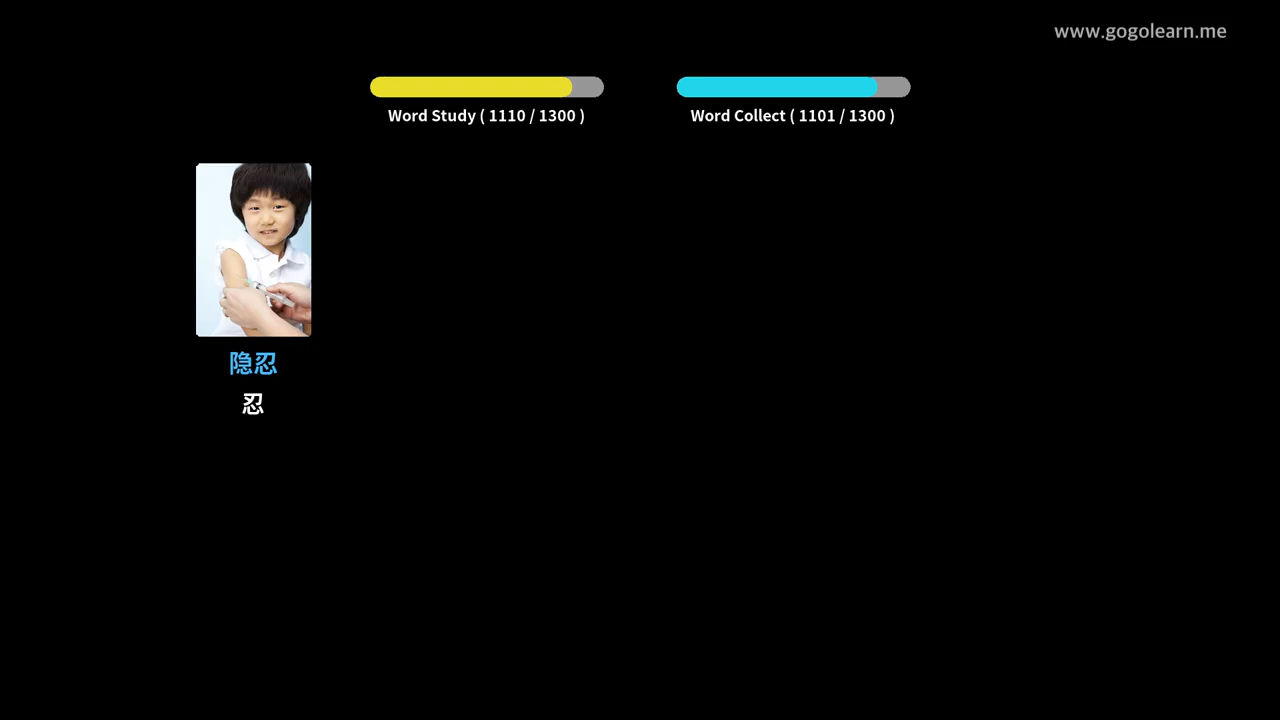 www.gogolearn.me
Word Study ( 1110 / 1300 )
Word Collect ( 1101 / 1300 )
隐忍
忍